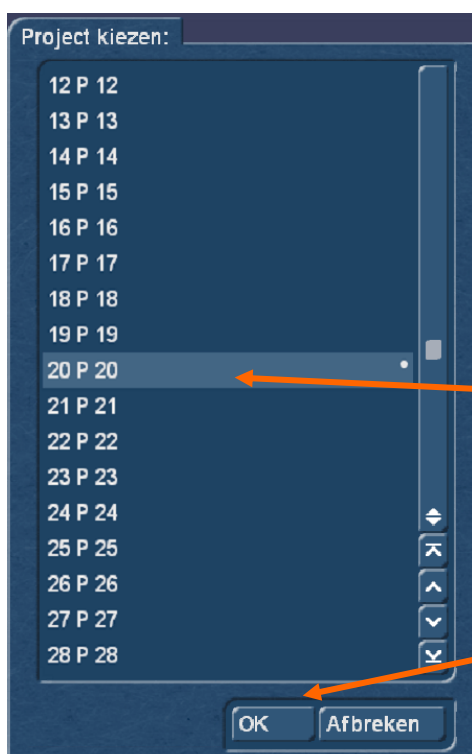 Project kiezen:
12 P 12
13 P 13
14 P 14
15 P 15
16 P 16
17 P 17
18 P 18
19 P 19
20 P 20
21 P 21
22 P 22
23 P 23
24 P 24
25 P 25
26 P 26
27 P 27
28 P 28
OK Afbreken